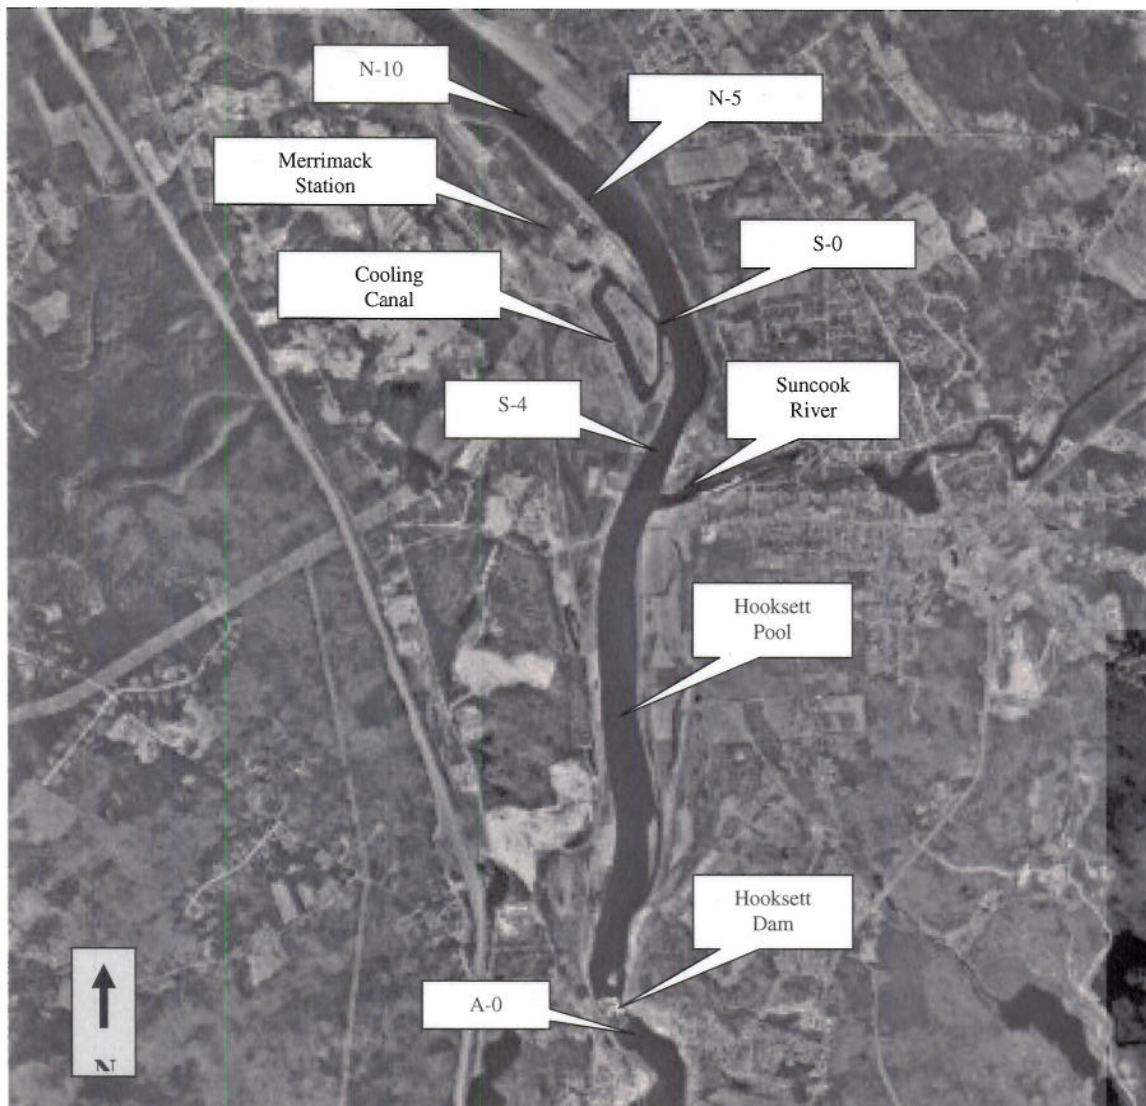 N-10
N-5
Merrimack
Station
S-0
Cooling
Canal
Suncook
River
S-4
Hooksett
Pool
Hooksett
Dam
A-0
N